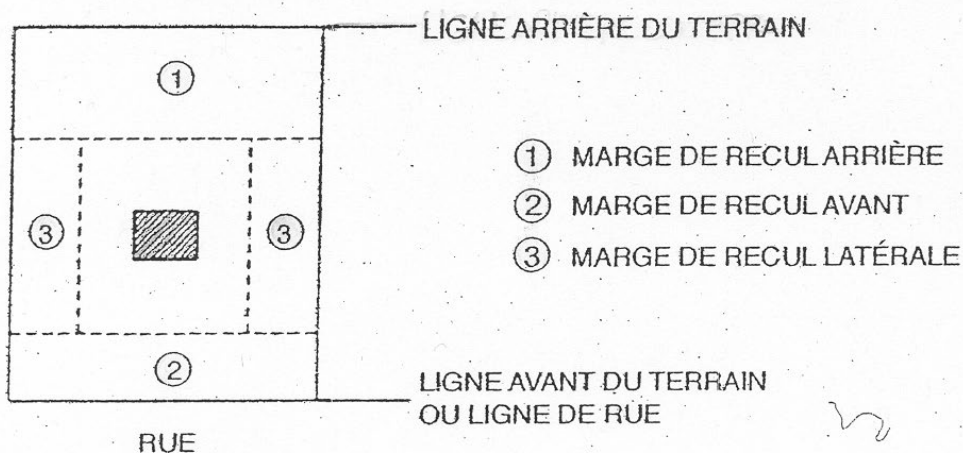 LIGNE ARRIÈRE DU TERRAIN
①
① MARGE DE RECUL ARRIÈRE
② MARGE DE RECUL AVANT
③ MARGE DE RECUL LATÉRALE
③
③
②
LIGNE AVANT DU TERRAIN
OU LIGNE DE RUE
RUE